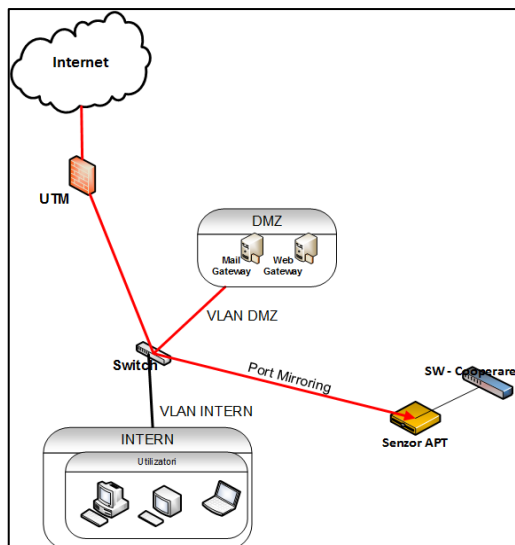 Internet
UTM
DMZ
Mail Gateway
Web Gateway
VLAN DMZ
Switch
Port Mirroring
SW - Cooperare
VLAN INTERN
Senzor APT
INTERN
Utilizatori